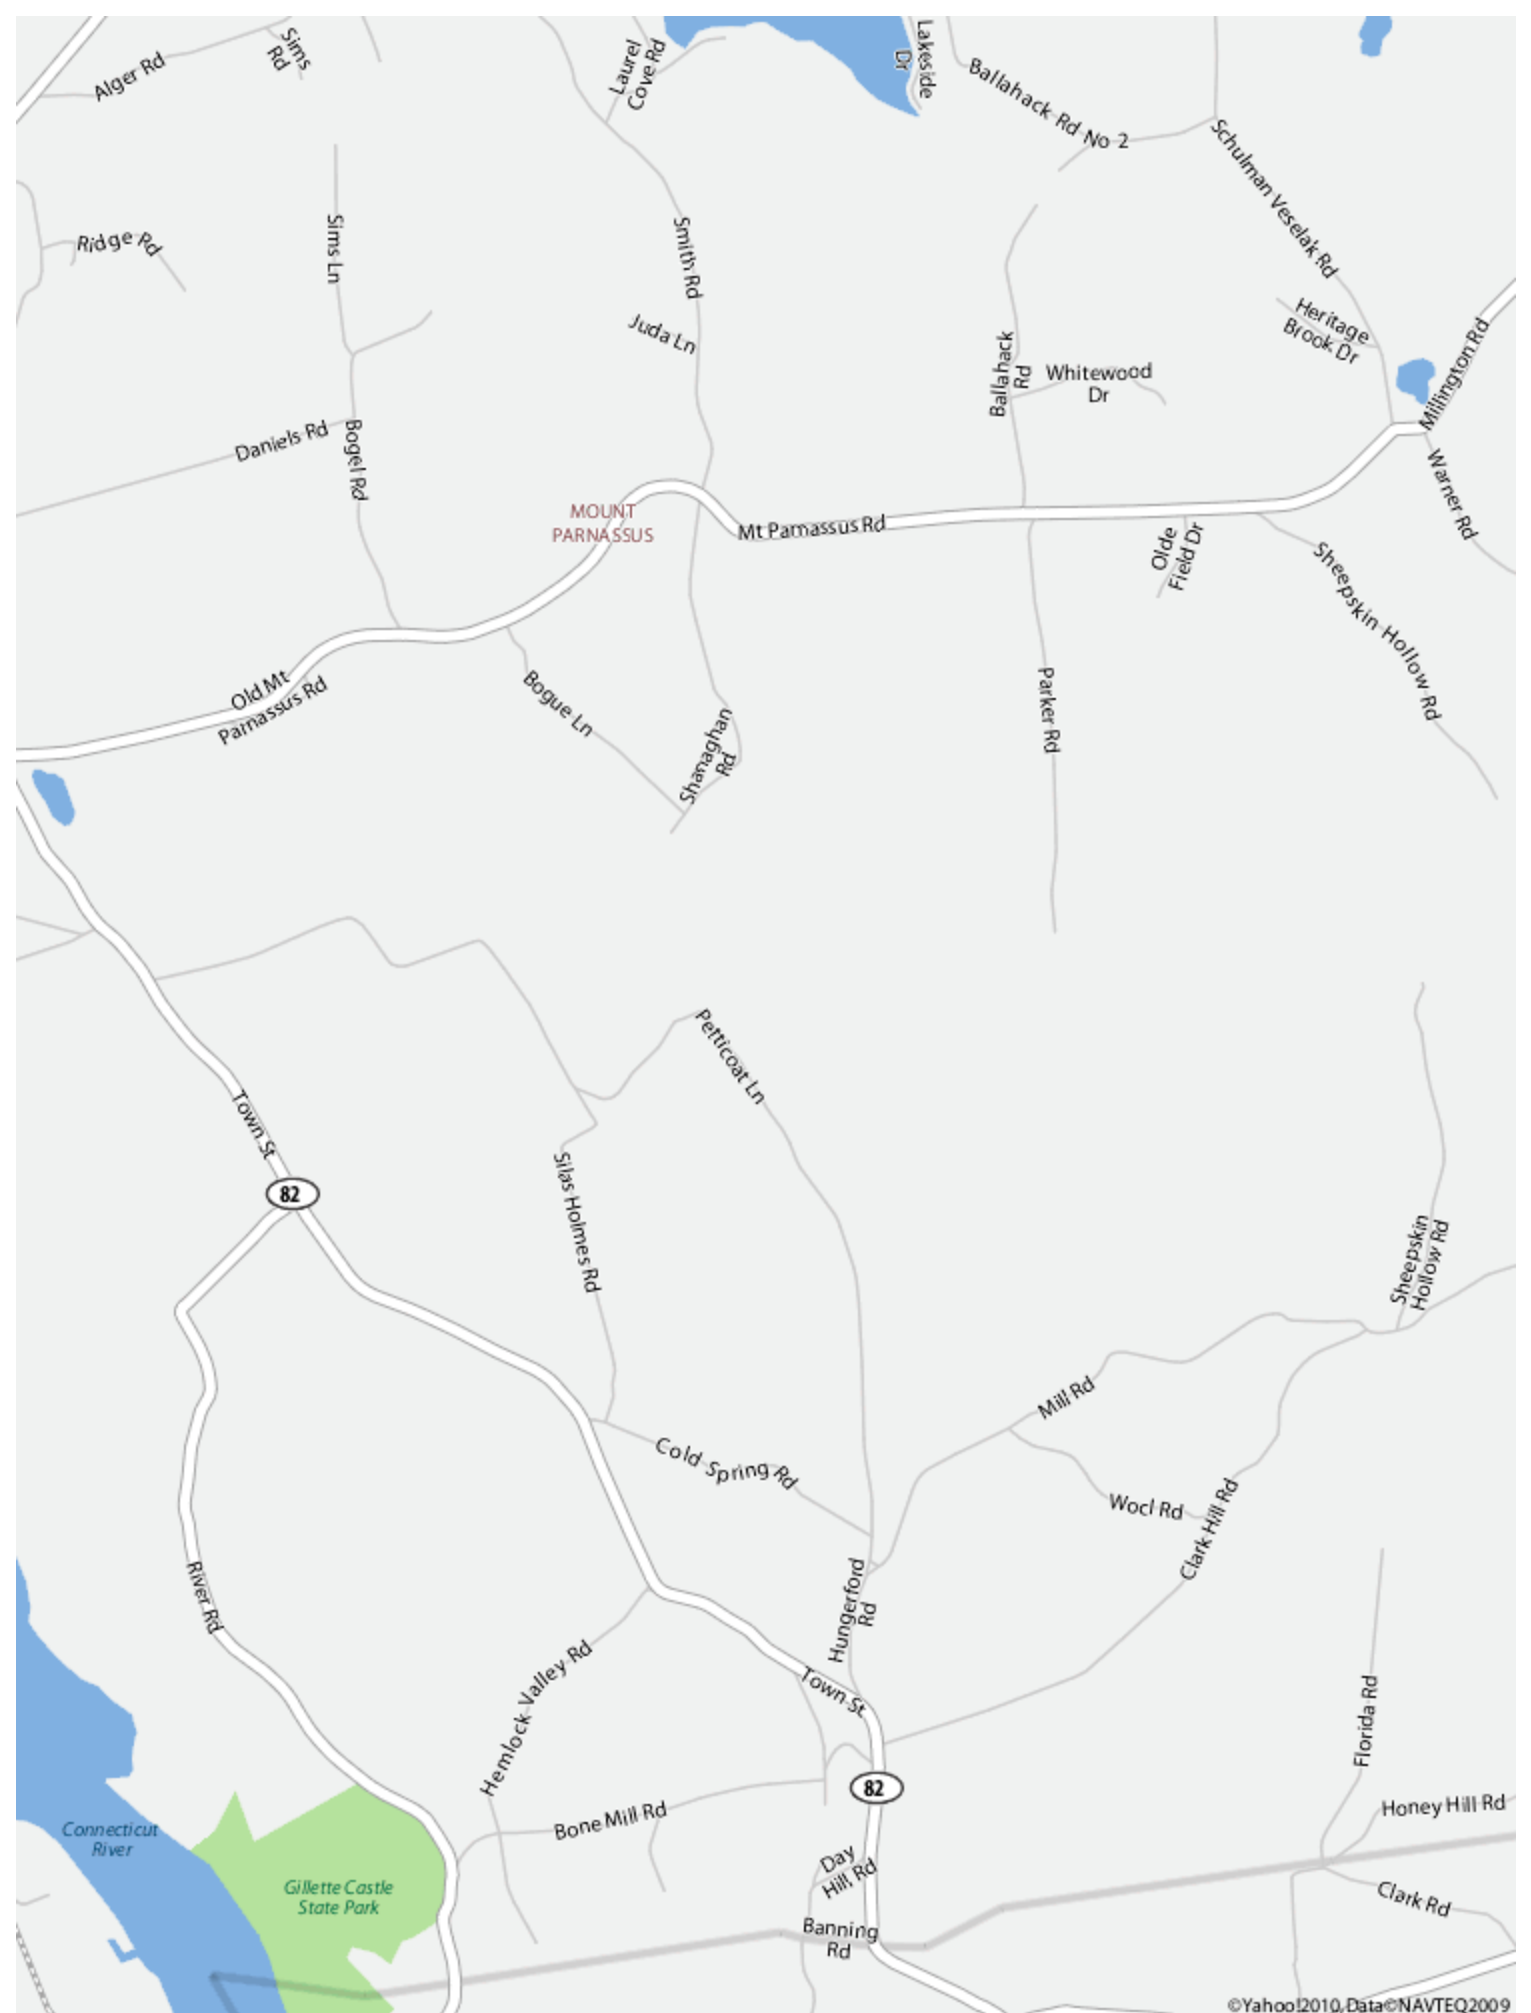 Alger Rd
Sims
Rd
Laurel
Cove Rd
Lakeside
Dr
Ballahack Rd No 2
Schulman Veselak Rd
Ridge Rd
Sims Ln
Smith Rd
Juda Ln
Heritage
Brook Dr
Millington Rd
Ballahack
Rd
Whitewood
Dr
Daniels Rd
Bogel Rd
Warner Rd
MOUNT
PARNASSUS
Mt Parnassus Rd
Olde
Field Dr
Sheepskin Hollow Rd
Old Mt
Parnassus Rd
Bogue Ln
Shanaghan
Rd
Parker Rd
Petticoat Ln
Town St
82
Silas Holmes Rd
Sheepskin
Hollow Rd
Mill Rd
Cold Spring Rd
Wocl Rd
Clark Hill Rd
River Rd
Hungerford
Rd
Hemlock Valley Rd
Town St
Florida Rd
82
Honey Hill Rd
Bone Mill Rd
Connecticut
River
Day
Hill Rd
Gillette Castle
State Park
Clark Rd
Banning
Rd
©Yahoo!2010, Data©NAVTEQ2009